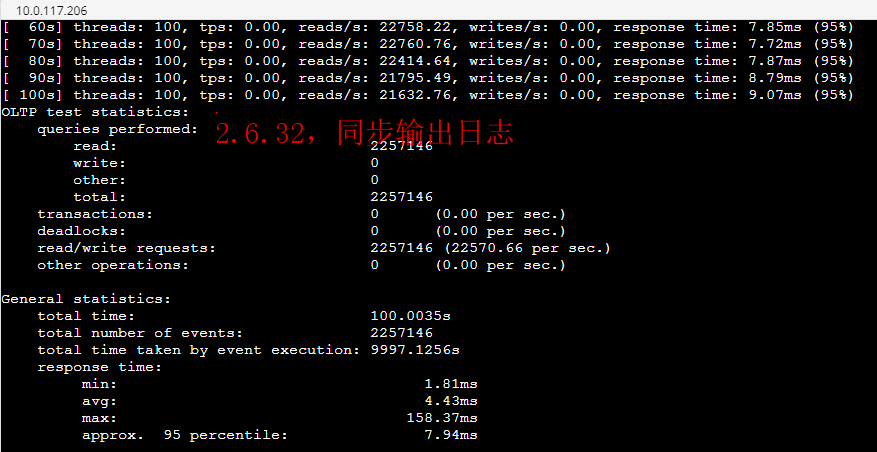 10.0.117.206
[  60s] threads: 100, tps: 0.00, reads/s: 22758.22, writes/s: 0.00, response time: 7.85ms (95%)
[  70s] threads: 100, tps: 0.00, reads/s: 22760.76, writes/s: 0.00, response time: 7.72ms (95%)
[  80s] threads: 100, tps: 0.00, reads/s: 22414.64, writes/s: 0.00, response time: 7.87ms (95%)
[  90s] threads: 100, tps: 0.00, reads/s: 21795.49, writes/s: 0.00, response time: 8.79ms (95%)
[ 100s] threads: 100, tps: 0.00, reads/s: 21632.76, writes/s: 0.00, response time: 9.07ms (95%)
OLTP test statistics:
    queries performed:
2.6.32，同步输出日志
        read:                            2257146
        write:                           0
        other:                           0
        total:                           2257146
    transactions:                        0      (0.00 per sec.)
    deadlocks:                           0      (0.00 per sec.)
    read/write requests:                 2257146 (22570.66 per sec.)
    other operations:                    0      (0.00 per sec.)
General statistics:
    total time:                          100.0035s
    total number of events:              2257146
    total time taken by event execution: 9997.1256s
    response time:
         min:                                  1.81ms
         avg:                                  4.43ms
         max:                                158.37ms
         approx.  95 percentile:               7.94ms